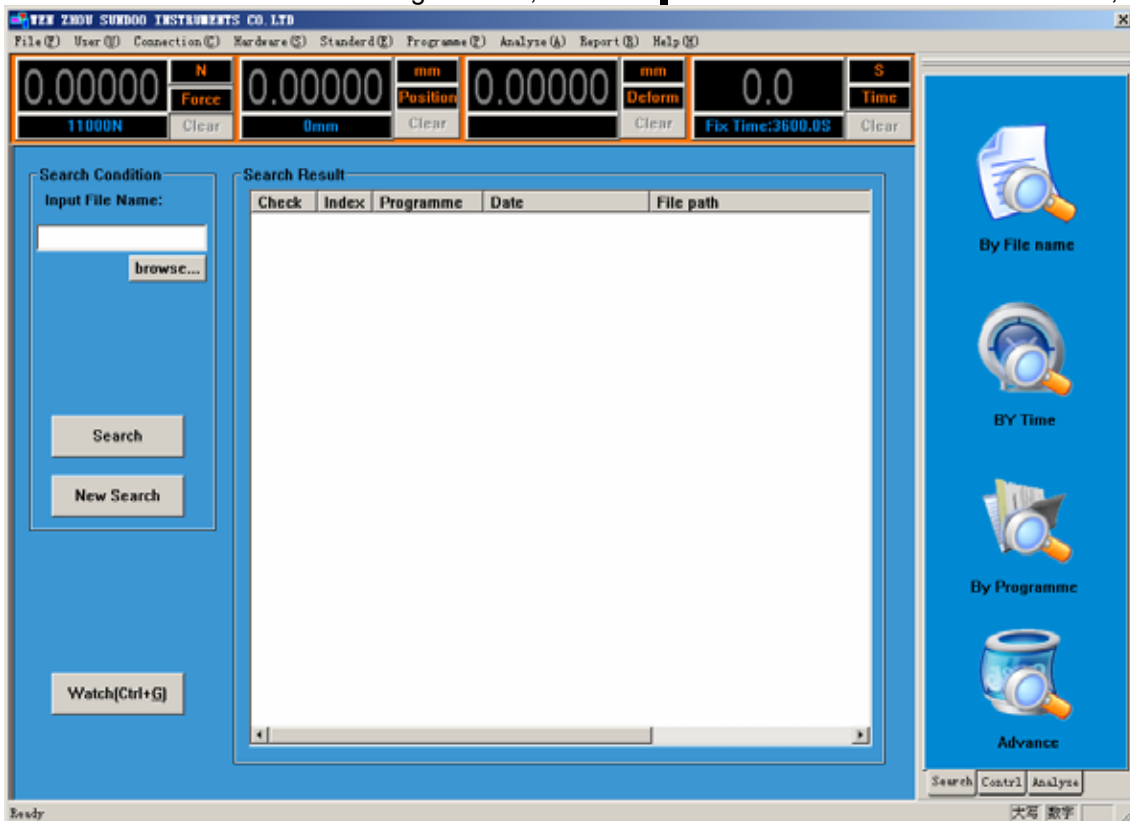 WEN ZHOU SUNDOO INSTRUMENTS CO.LTD
File(F) User(U) Connection(C) Hardware(S) Standerd(E) Programme(P) Analyse(A) Report(R) Help(H)
0.00000 N Force 11000N Clear
0.00000 mm Position 0mm Clear
0.00000 mm Deform Clear
0.0 S Time Fix Time:3600.0S Clear
Search Condition
Input File Name:
browse...
Search
New Search
Watch(Ctrl+G)
Search Result
Check Index Programme Date File path
By File name
BY Time
By Programme
Advance
Search Contrl Analyse
Ready 大写 数字